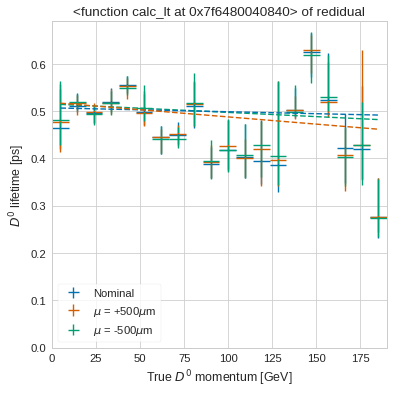 <function calc_lt at 0x7f6480040840> of redidual
D⁰ lifetime [ps]
0.6
0.5
0.4
0.3
0.2
0.1
0.0
Nominal
μ = +500μm
μ = -500μm
0 25 50 75 100 125 150 175
True D⁰ momentum [GeV]